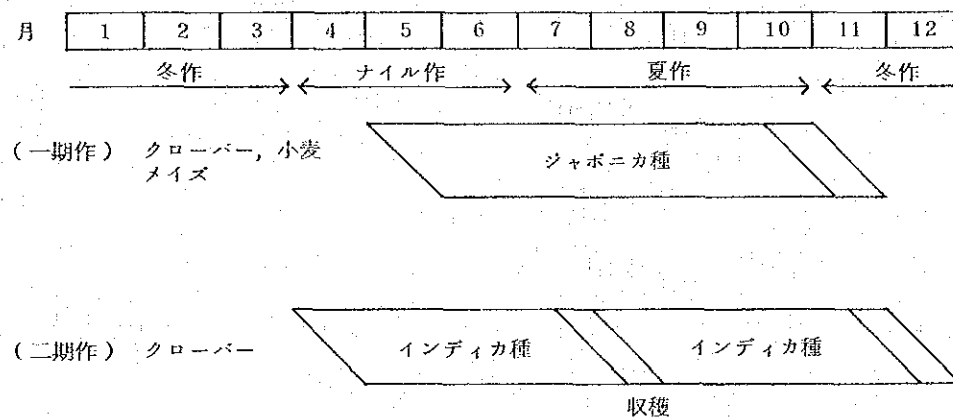 月 1 2 3 4 5 6 7 8 9 10 11 12
冬作 ナイル作 夏作 冬作
(一期作) クローバー, 小麦
メイズ
ジャポニカ種
(二期作) クローバー インディカ種 インディカ種
収穫